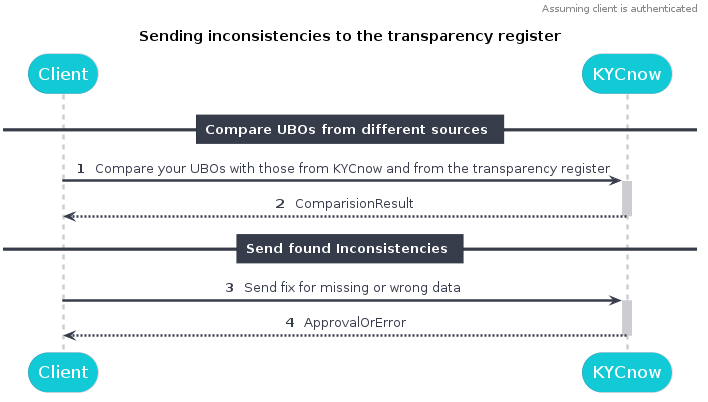 Assuming client is authenticated
Sending inconsistencies to the transparency register
Client
KYCnow
Compare UBOs from different sources
1 Compare your UBOs with those from KYCnow and from the transparency register
2 ComparisionResult
Send found Inconsistencies
3 Send fix for missing or wrong data
4 ApprovalOrError
Client
KYCnow